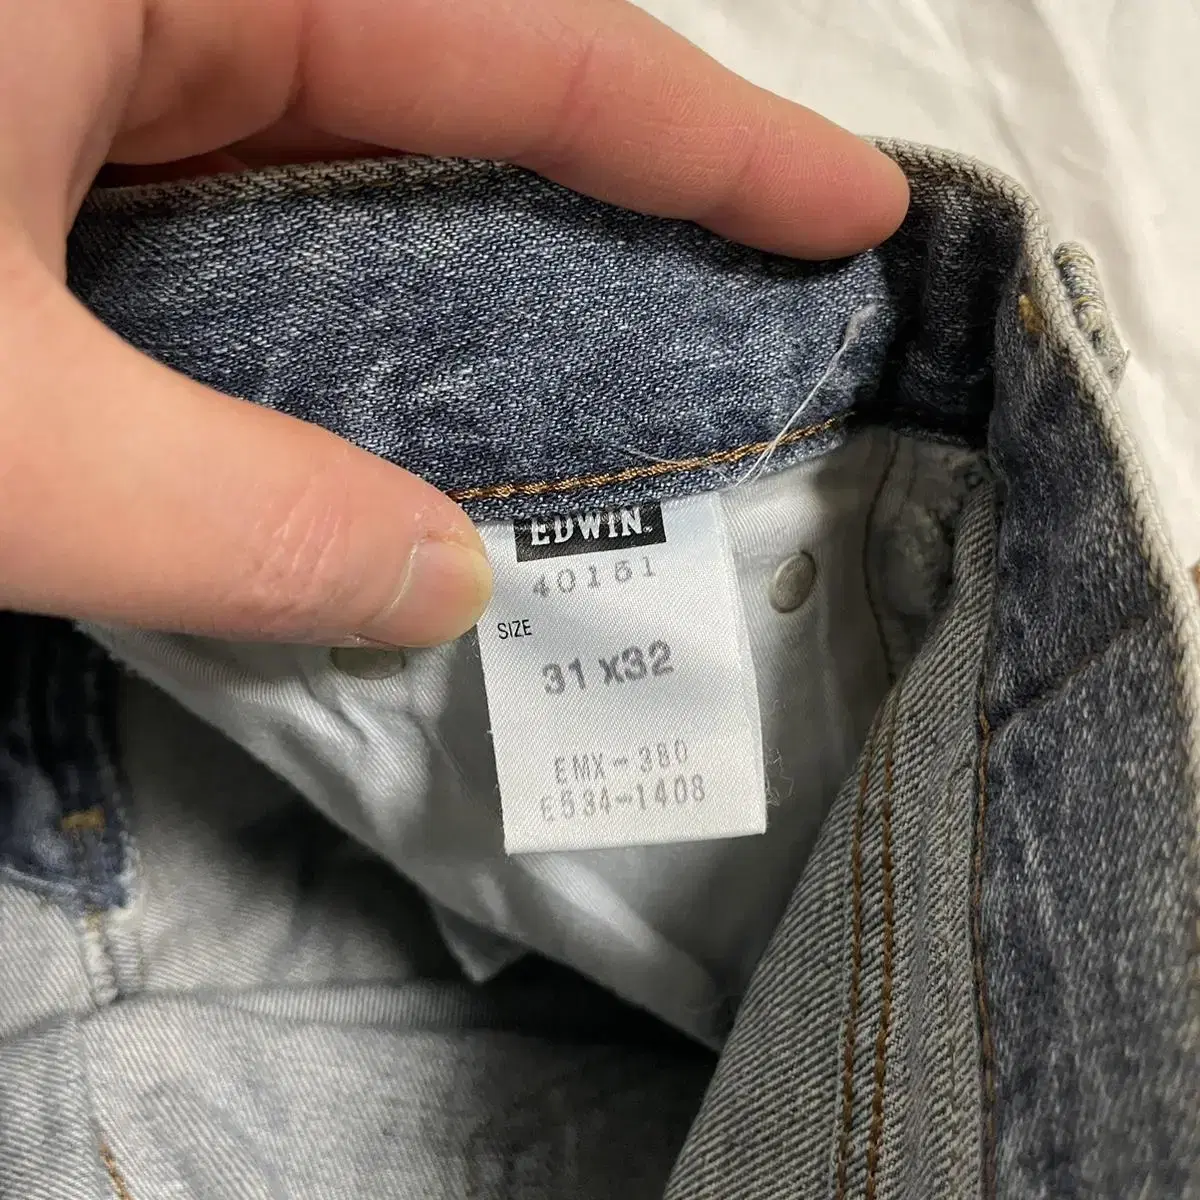 EDWIN.
40151
SIZE
31 x32
EMX-380
E534-1408